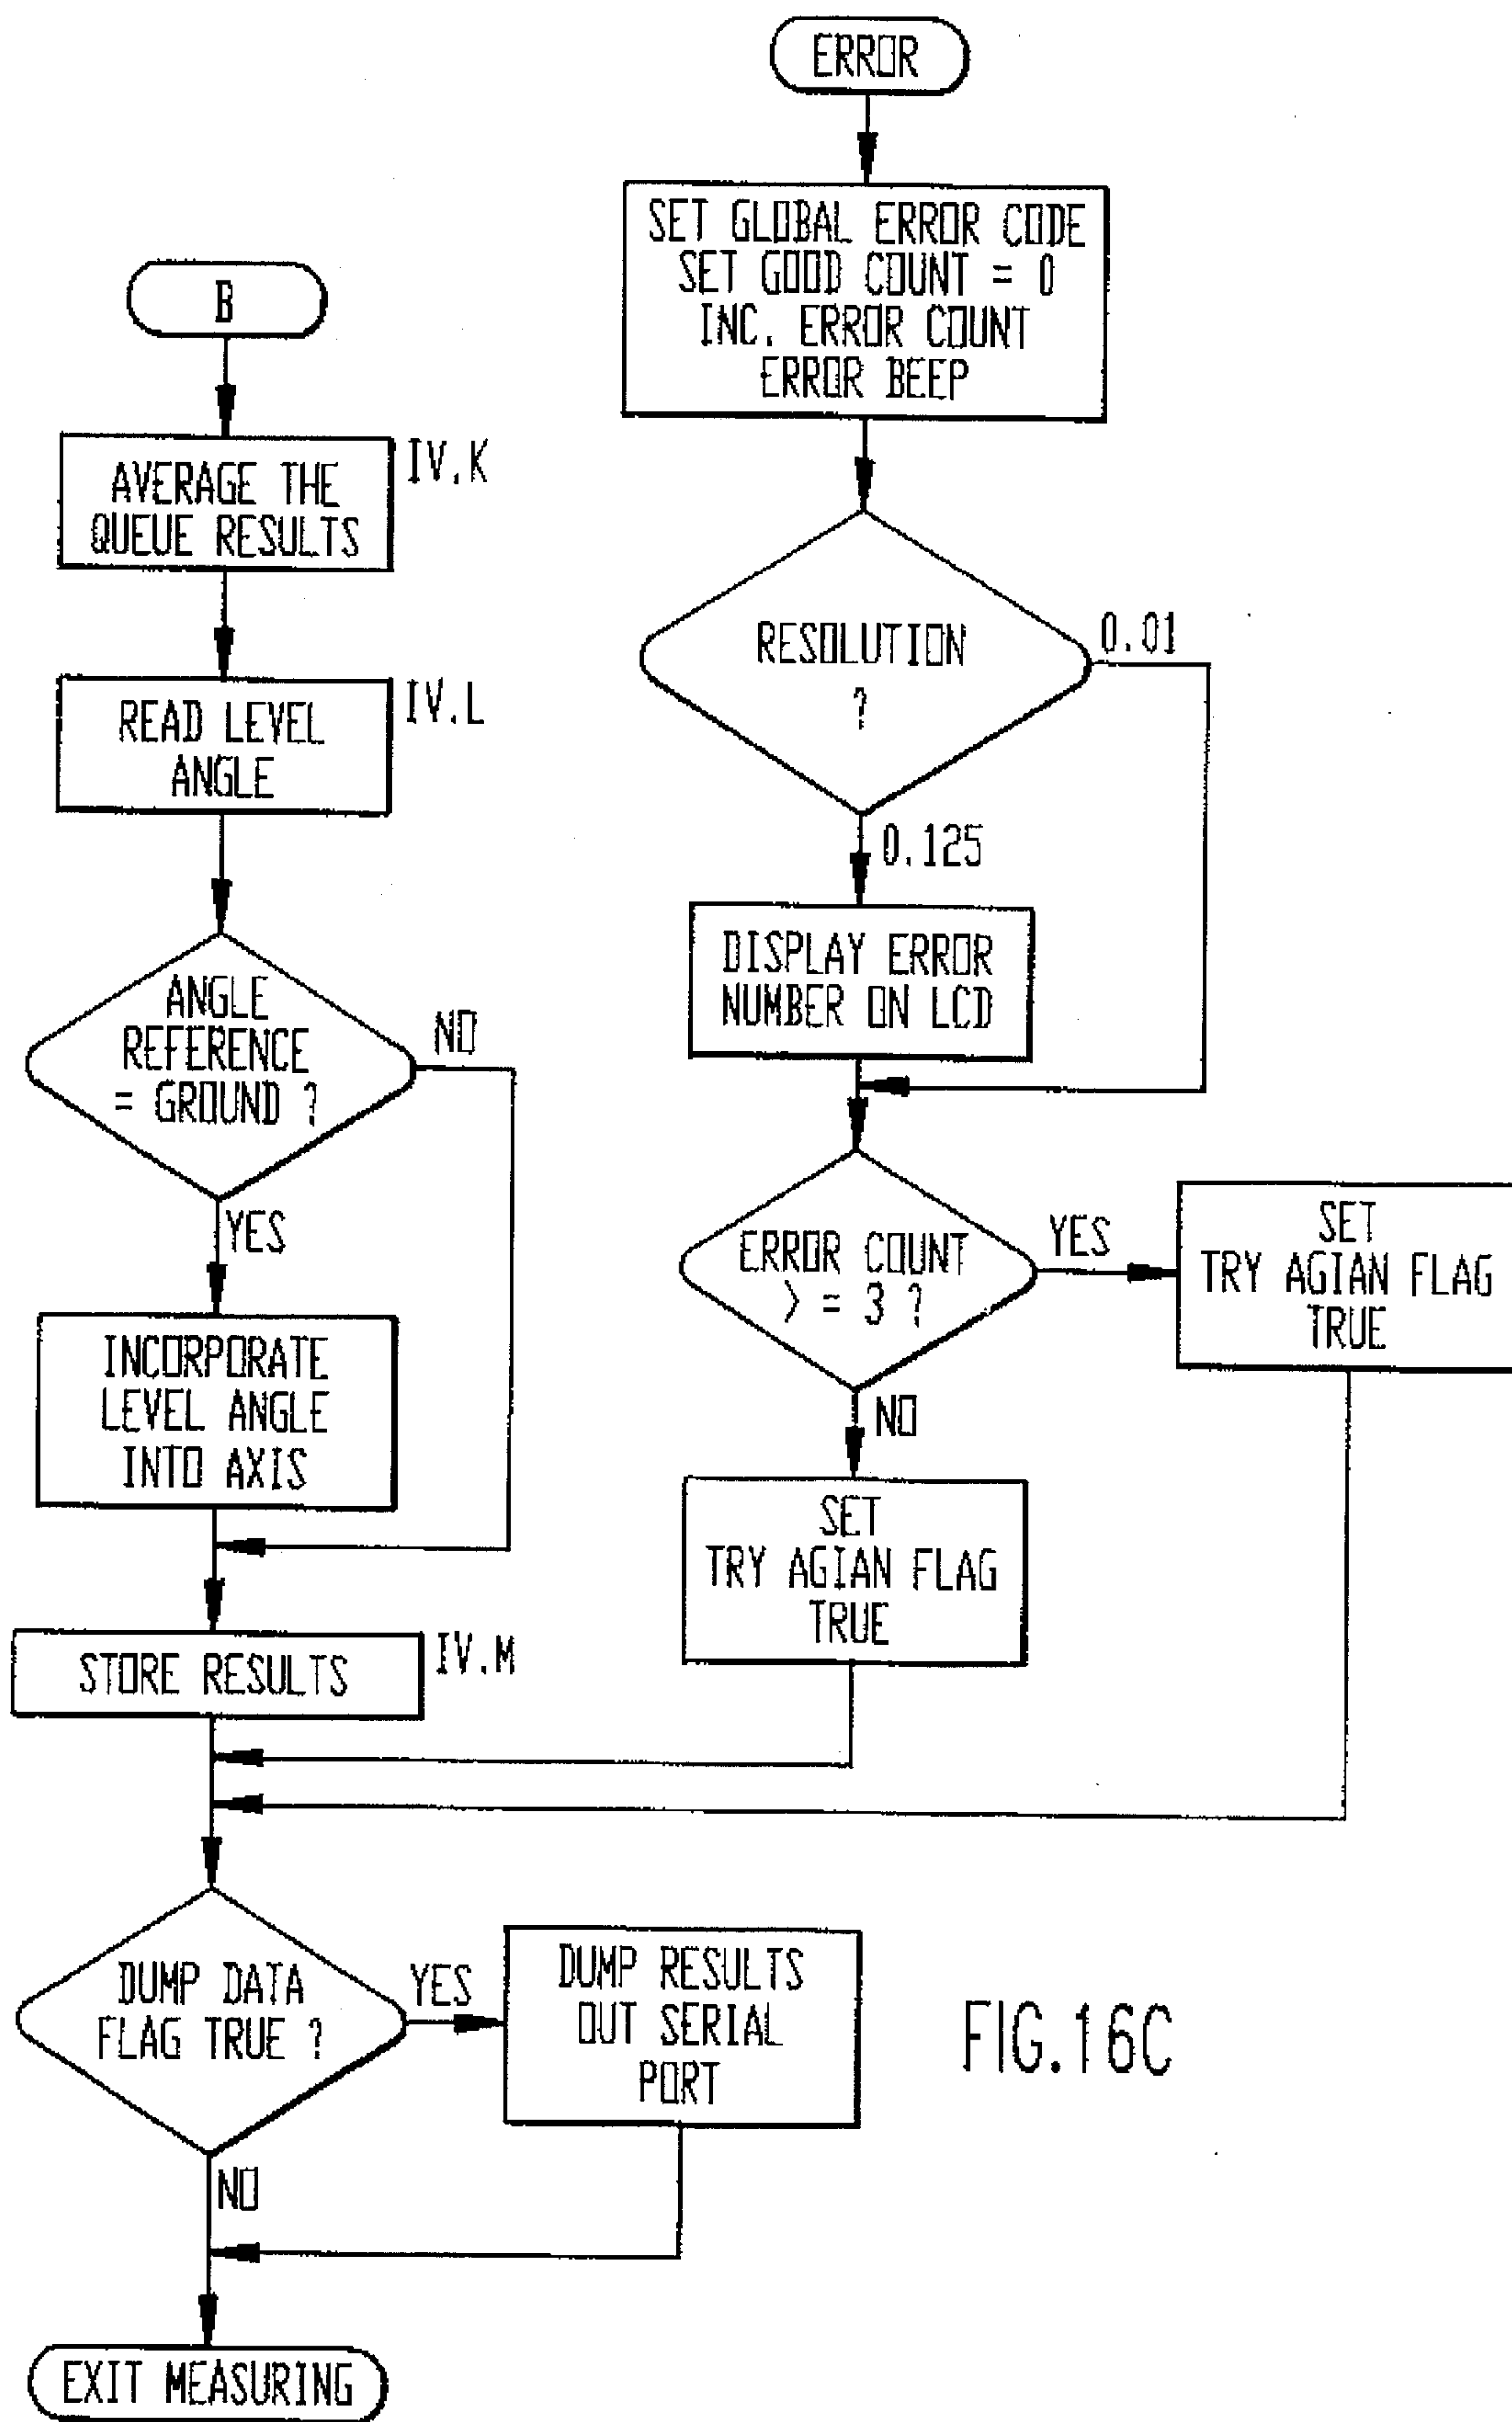 B
AVERAGE THE
QUEUE RESULTS
IV.K
READ LEVEL
ANGLE
IV.L
ANGLE
REFERENCE
= GROUND ?
NO
YES
INCORPORATE
LEVEL ANGLE
INTO AXIS
STORE RESULTS
IV.M
ERROR
SET GLOBAL ERROR CODE
SET GOOD COUNT = 0
INC. ERROR COUNT
ERROR BEEP
RESOLUTION
?
0.01
0.125
DISPLAY ERROR
NUMBER ON LCD
ERROR COUNT
> = 3 ?
YES
SET
TRY AGIAN FLAG
TRUE
NO
SET
TRY AGIAN FLAG
TRUE
DUMP DATA
FLAG TRUE ?
YES
DUMP RESULTS
OUT SERIAL
PORT
NO
EXIT MEASURING
FIG.16C